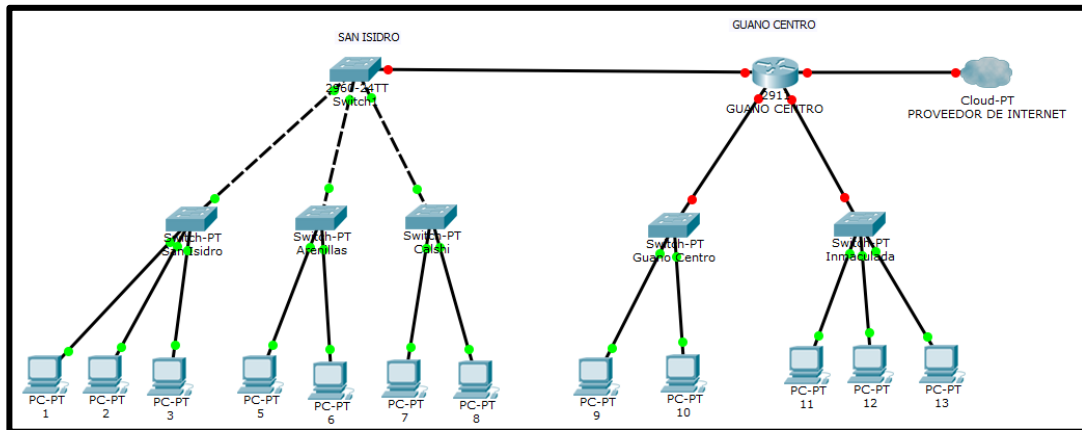 SAN ISIDRO
GUANO CENTRO
2960-24TT
Switch1
GUANO CENTRO
Cloud-PT
PROVEEDOR DE INTERNET
Switch-PT
San Isidro
Switch-PT
Arenillas
Switch-PT
Calshi
Switch-PT
Guano Centro
Switch-PT
Inmaculada
PC-PT
1
PC-PT
2
PC-PT
3
PC-PT
5
PC-PT
6
PC-PT
7
PC-PT
8
PC-PT
9
PC-PT
10
PC-PT
11
PC-PT
12
PC-PT
13